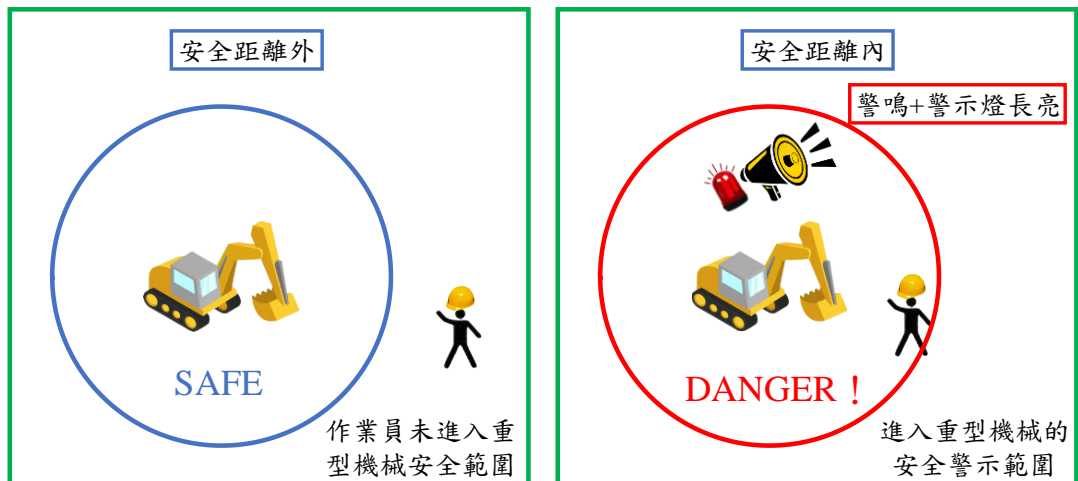 安全距離外
SAFE
作業員未進入重
型機械安全範圍
安全距離內
警鳴+警示燈長亮
DANGER！
進入重型機械的
安全警示範圍